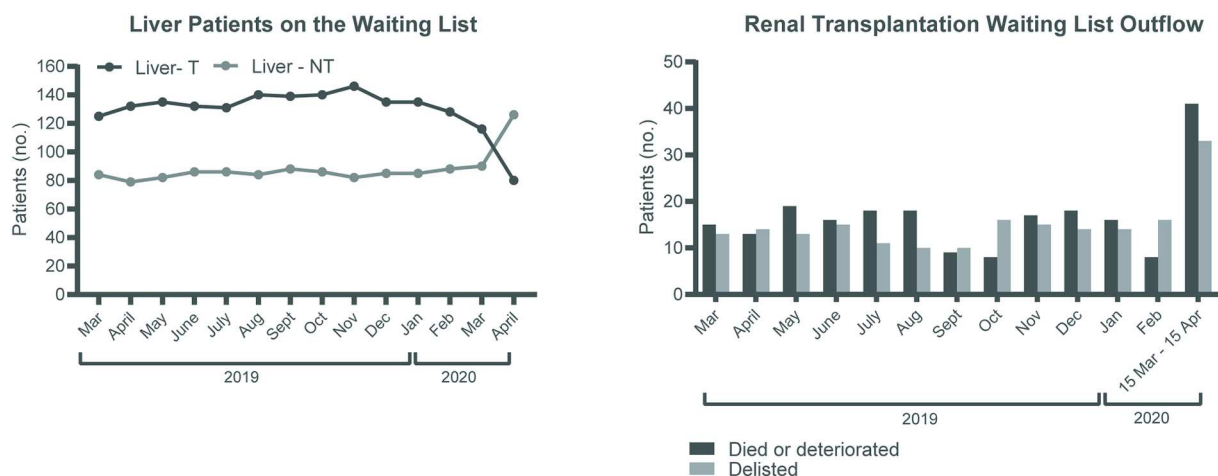 Liver Patients on the Waiting List
Liver- T
Liver - NT
Patients (no.)
160
140
120
100
80
60
40
20
0
Mar
April
May
June
July
Aug
Sept
Oct
Nov
Dec
Jan
Feb
Mar
April
2019
2020
Renal Transplantation Waiting List Outflow
Patients (no.)
50
40
30
20
10
0
Mar
April
May
June
July
Aug
Sept
Oct
Nov
Dec
Jan
Feb
15 Mar - 15 Apr
2019
2020
Died or deteriorated
Delisted